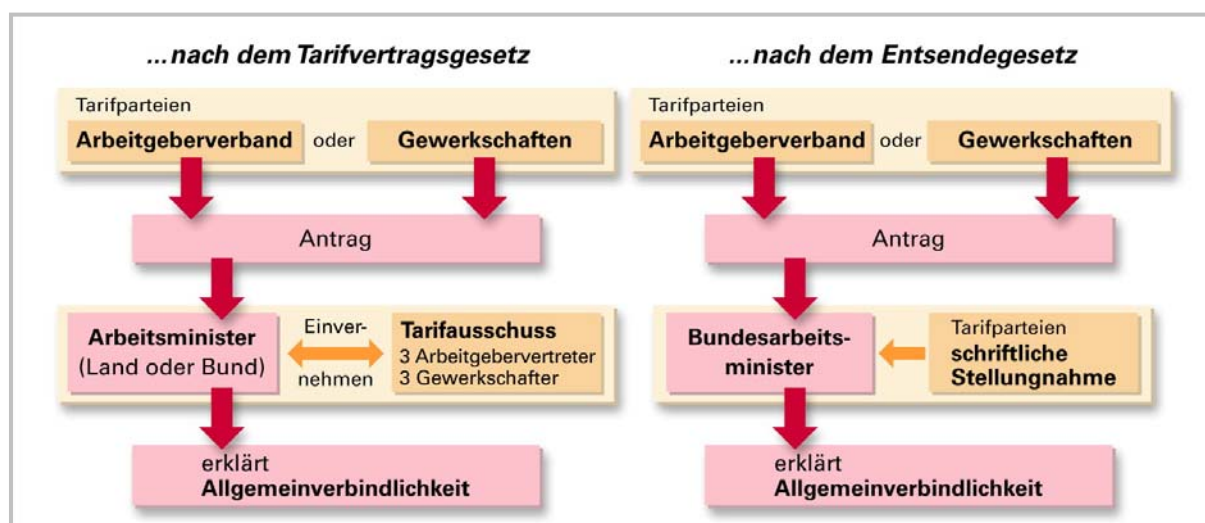 ...nach dem Tarifvertragsgesetz
Tarifparteien
Arbeitgeberverband oder Gewerkschaften
Antrag
Arbeitsminister
(Land oder Bund)
Einver-
nehmen
Tarifausschuss
3 Arbeitgebervertreter
3 Gewerkschafter
erklärt
Allgemeinverbindlichkeit
...nach dem Entsendegesetz
Tarifparteien
Arbeitgeberverband oder Gewerkschaften
Antrag
Bundesarbeits-
minister
Tarifparteien
schriftliche
Stellungnahme
erklärt
Allgemeinverbindlichkeit